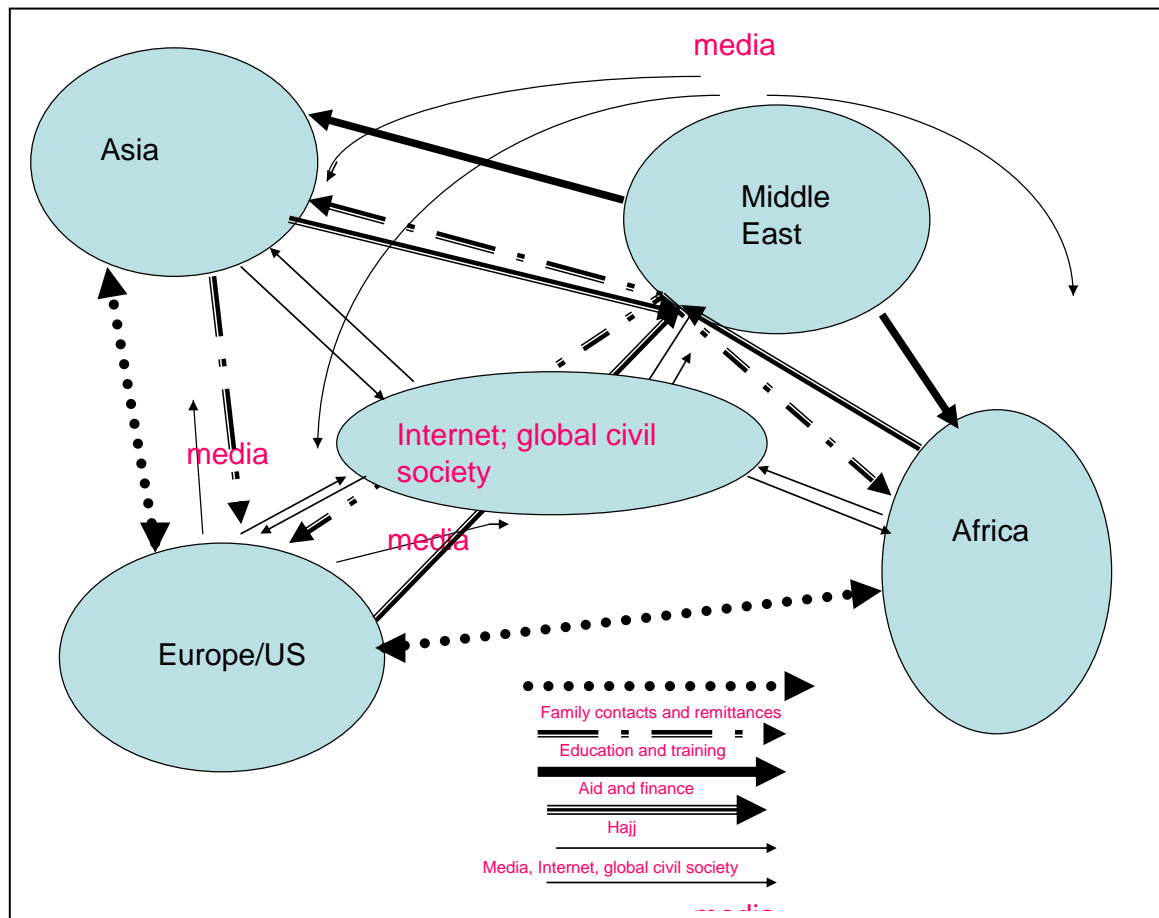 media
Asia
Middle
East
Internet; global civil
society
media
media
Africa
Europe/US
Family contacts and remittances
Education and training
Aid and finance
Hajj
Media, Internet, global civil society
media